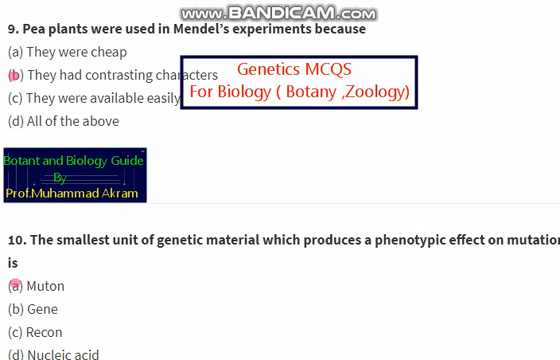 WWW.BANDICAM.COM
9. Pea plants were used in Mendel's experiments because
(a) They were cheap
(b) They had contrasting characters
(c) They were available easily
(d) All of the above
Genetics MCQS
For Biology ( Botany ,Zoology)
Botant and Biology Guide
By
Prof.Muhammad Akram
10. The smallest unit of genetic material which produces a phenotypic effect on mutation
is
(a) Muton
(b) Gene
(c) Recon
(d) Nucleic acid